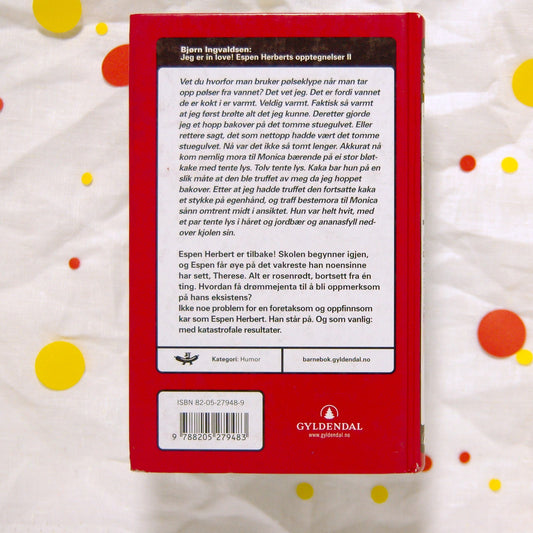 Bjørn Ingvaldsen:
Jeg er in love! Espen Herberts opptegnelser II
Vet du hvorfor man bruker pølseklype når man tar
opp pølser fra vannet? Det vet jeg. Det er fordi vannet
de er kokt i er varmt. Veldig varmt. Faktisk så varmt
at jeg først brølte alt det jeg kunne. Deretter gjorde
jeg et hopp bakover på det tomme stuegulvet. Eller
rettere sagt, det som nettopp hadde vært det tomme
stuegulvet. Nå var det ikke så tomt lenger. Akkurat nå
kom nemlig mora til Monica bærende på ei stor bløt-
kake med tente lys. Tolv tente lys. Kaka bar hun på en
slik måte at den ble truffet av meg da jeg hoppet
bakover. Etter at jeg hadde truffet den fortsatte kaka
et stykke på egenhånd, og traff bestemora til Monica
sånn omtrent midt i ansiktet. Hun var helt hvit, med
et par tente lys i håret og jordbær og ananasfyll ned-
over kjolen sin.
Espen Herbert er tilbake! Skolen begynner igjen,
og Espen får øye på det vakreste han noensinne
har sett, Therese. Alt er rosenrødt, bortsett fra én
ting. Hvordan få drømmejenta til å bli oppmerksom
på hans eksistens?
Ikke noe problem for en foretaksom og oppfinnsom
kar som Espen Herbert. Han står på. Og som vanlig:
med katastrofale resultater.
Kategori: Humor
barnebok.gyldendal.no
ISBN 82-05-27948-9
9 788205 279483
GYLDENDAL
www.gyldendal.no